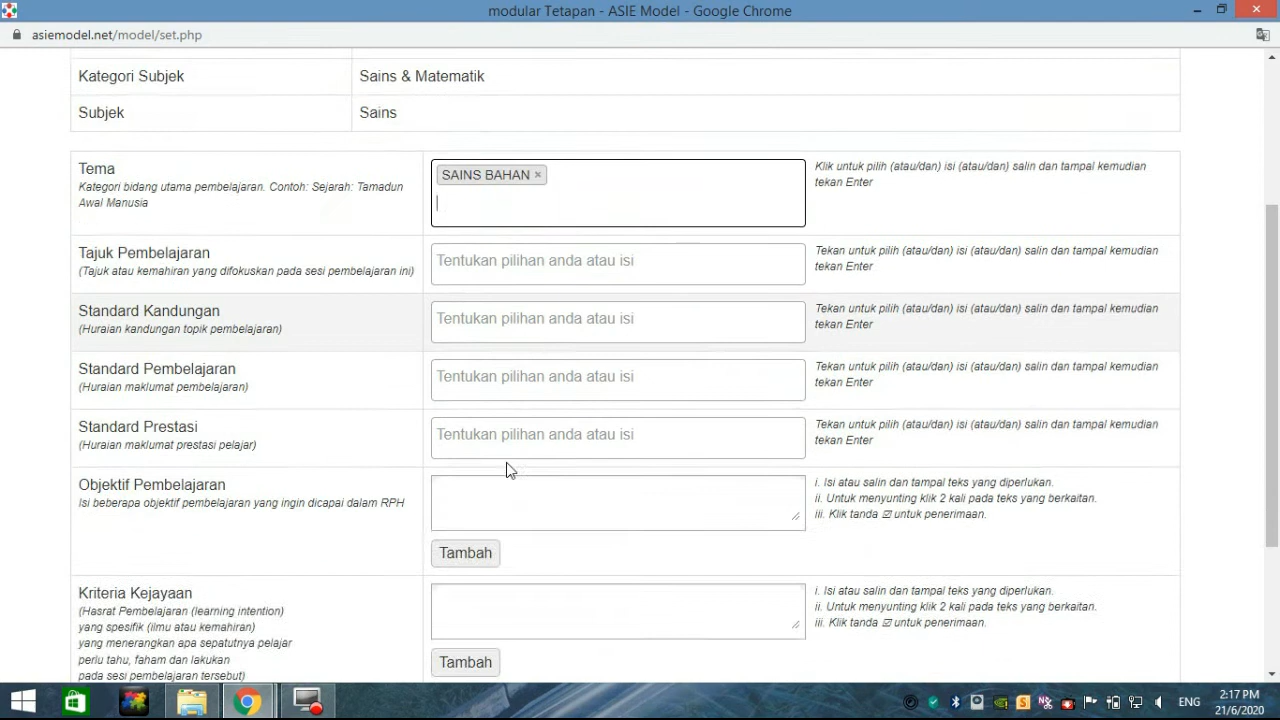 modular Tetapan - ASIE Model - Google Chrome
asiemodel.net/model/set.php
Kategori Subjek
Sains & Matematik
Subjek
Sains
Tema
Kategori bidang utama pembelajaran. Contoh: Sejarah: Tamadun
Awal Manusia
SAINS BAHAN ×
Klik untuk pilih (atau/dan) isi (atau/dan) salin dan tampal kemudian
tekan Enter
Tajuk Pembelajaran
(Tajuk atau kemahiran yang difokuskan pada sesi pembelajaran ini)
Tentukan pilihan anda atau isi
Tekan untuk pilih (atau/dan) isi (atau/dan) salin dan tampal kemudian
tekan Enter
Standard Kandungan
(Huraian kandungan topik pembelajaran)
Tentukan pilihan anda atau isi
Tekan untuk pilih (atau/dan) isi (atau/dan) salin dan tampal kemudian
tekan Enter
Standard Pembelajaran
(Huraian maklumat pembelajaran)
Tentukan pilihan anda atau isi
Tekan untuk pilih (atau/dan) isi (atau/dan) salin dan tampal kemudian
tekan Enter
Standard Prestasi
(Huraian maklumat prestasi pelajar)
Tentukan pilihan anda atau isi
Tekan untuk pilih (atau/dan) isi (atau/dan) salin dan tampal kemudian
tekan Enter
Objektif Pembelajaran
Isi beberapa objektif pembelajaran yang ingin dicapai dalam RPH
i. Isi atau salin dan tampal teks yang diperlukan.
ii. Untuk menyunting klik 2 kali pada teks yang berkaitan.
iii. Klik tanda ☑ untuk penerimaan.
Tambah
Kriteria Kejayaan
(Hasrat Pembelajaran (learning intention)
yang spesifik (ilmu atau kemahiran)
yang menerangkan apa sepatutnya pelajar
perlu tahu, faham dan lakukan
pada sesi pembelajaran tersebut)
i. Isi atau salin dan tampal teks yang diperlukan.
ii. Untuk menyunting klik 2 kali pada teks yang berkaitan.
iii. Klik tanda ☑ untuk penerimaan.
Tambah
ENG
2:17 PM
21/6/2020